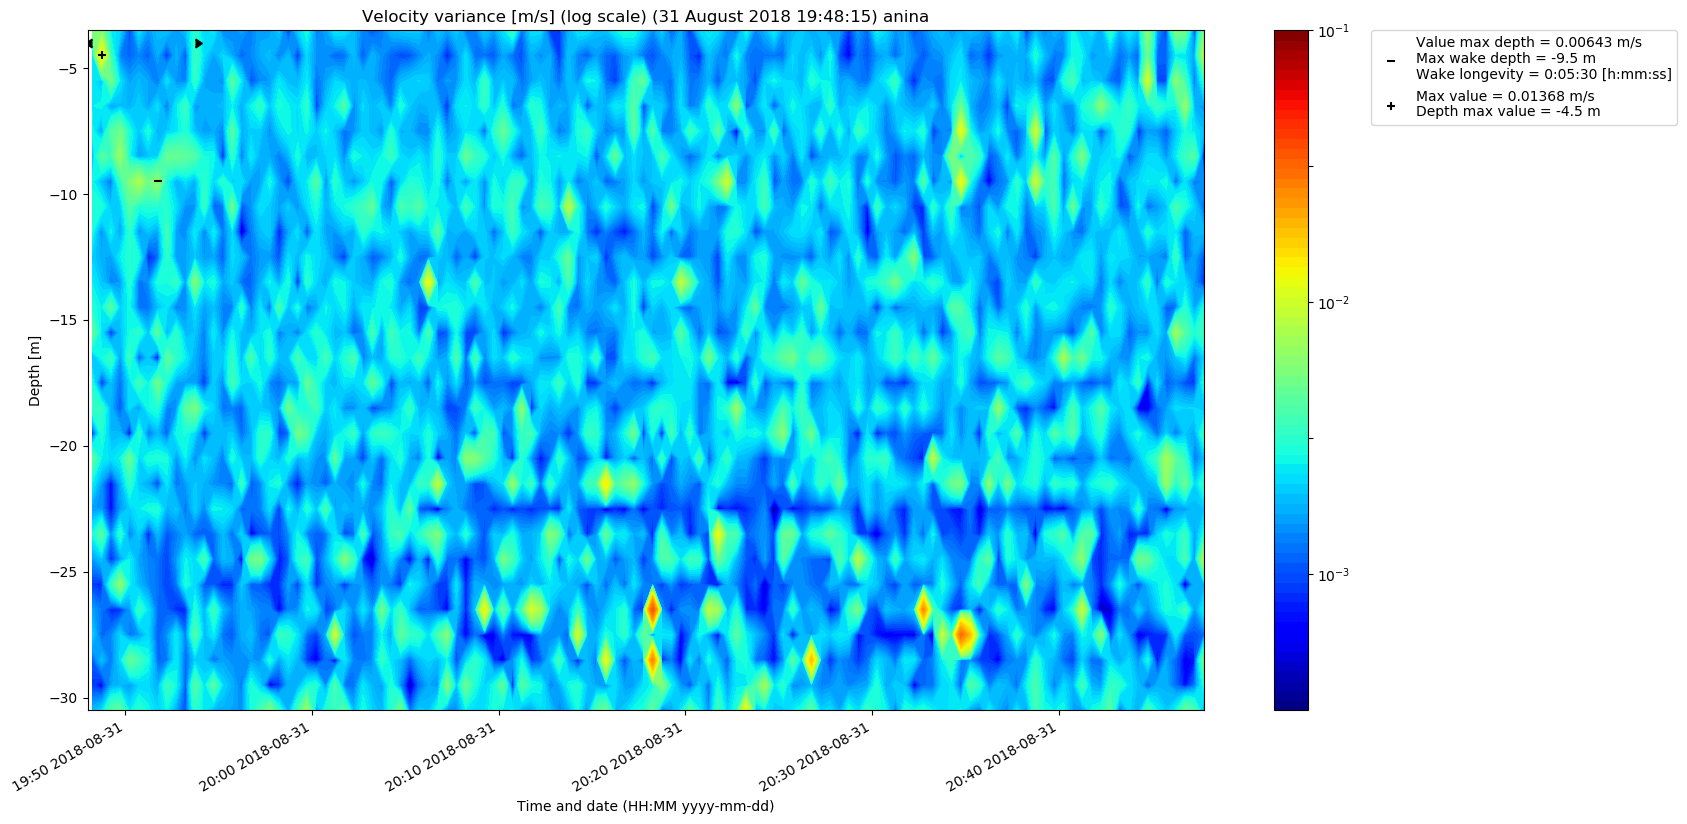 Velocity variance [m/s] (log scale) (31 August 2018 19:48:15) anina
Value max depth = 0.00643 m/s
Max wake depth = -9.5 m
Wake longevity = 0:05:30 [h:mm:ss]
Max value = 0.01368 m/s
Depth max value = -4.5 m
10⁻¹
10⁻²
10⁻³
Depth [m]
−5
−10
−15
−20
−25
−30
19:50 2018-08-31
20:00 2018-08-31
20:10 2018-08-31
20:20 2018-08-31
20:30 2018-08-31
20:40 2018-08-31
Time and date (HH:MM yyyy-mm-dd)